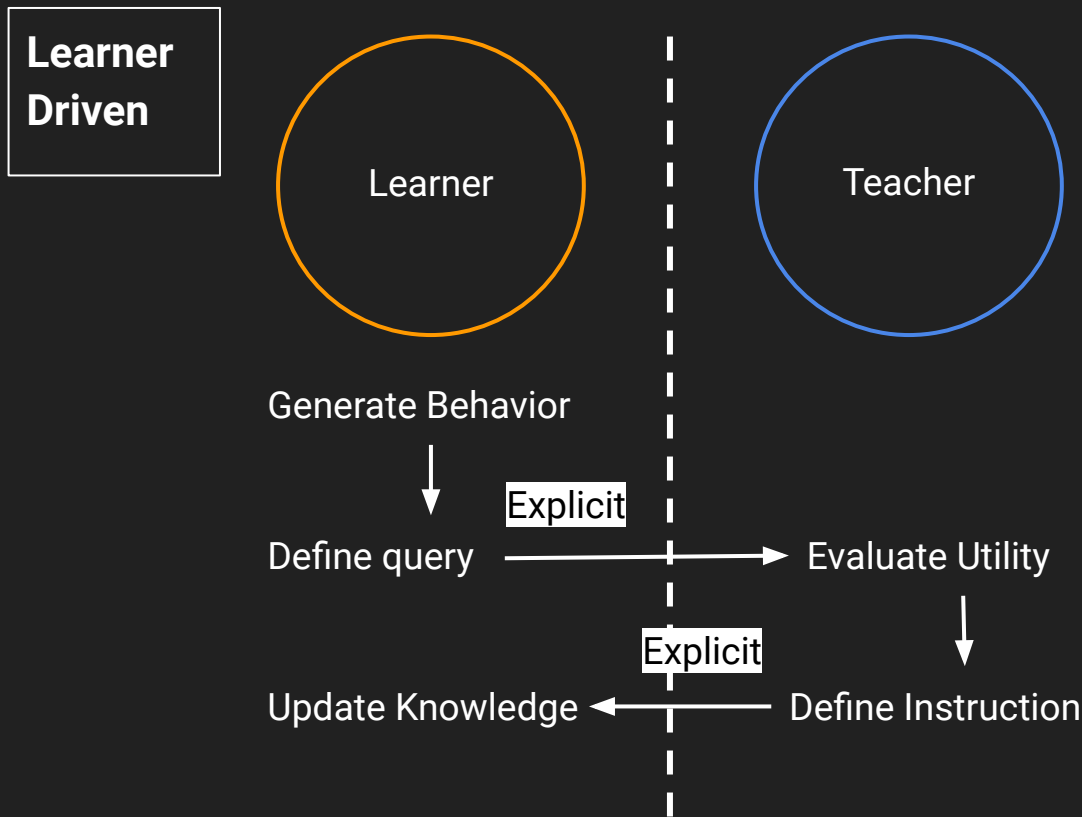 Learner
Driven
Learner
Teacher
Generate Behavior
Explicit
Define query
Evaluate Utility
Explicit
Update Knowledge
Define Instruction